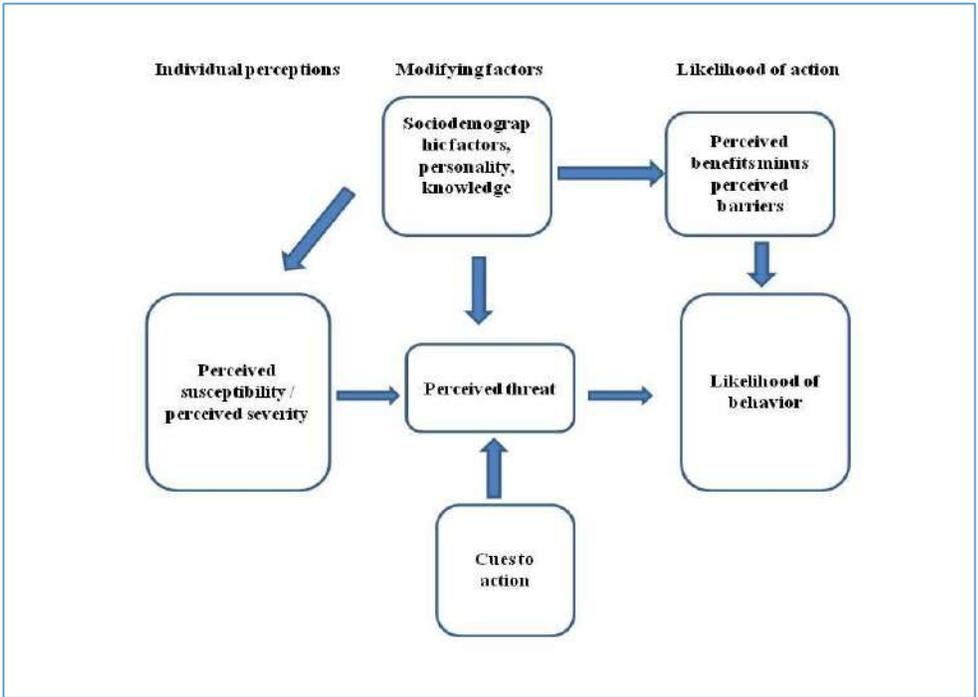 Individual perceptions
Modifying factors
Likelihood of action
Sociodemograp
hic factors,
personality,
knowledge
Perceived
benefits minus
perceived
barriers
Perceived
susceptibility /
perceived severity
Perceived threat
Likelihood of
behavior
Cues to
action